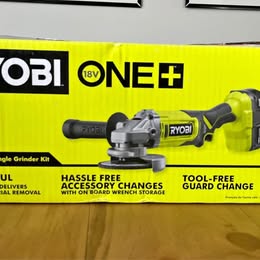 YOBI 18V ONE+
RYOBI
ngle Grinder Kit
UL
DELIVERS
IAL REMOVAL
HASSLE FREE
ACCESSORY CHANGES
WITH ON BOARD WRENCH STORAGE
TOOL-FREE
GUARD CHANGE